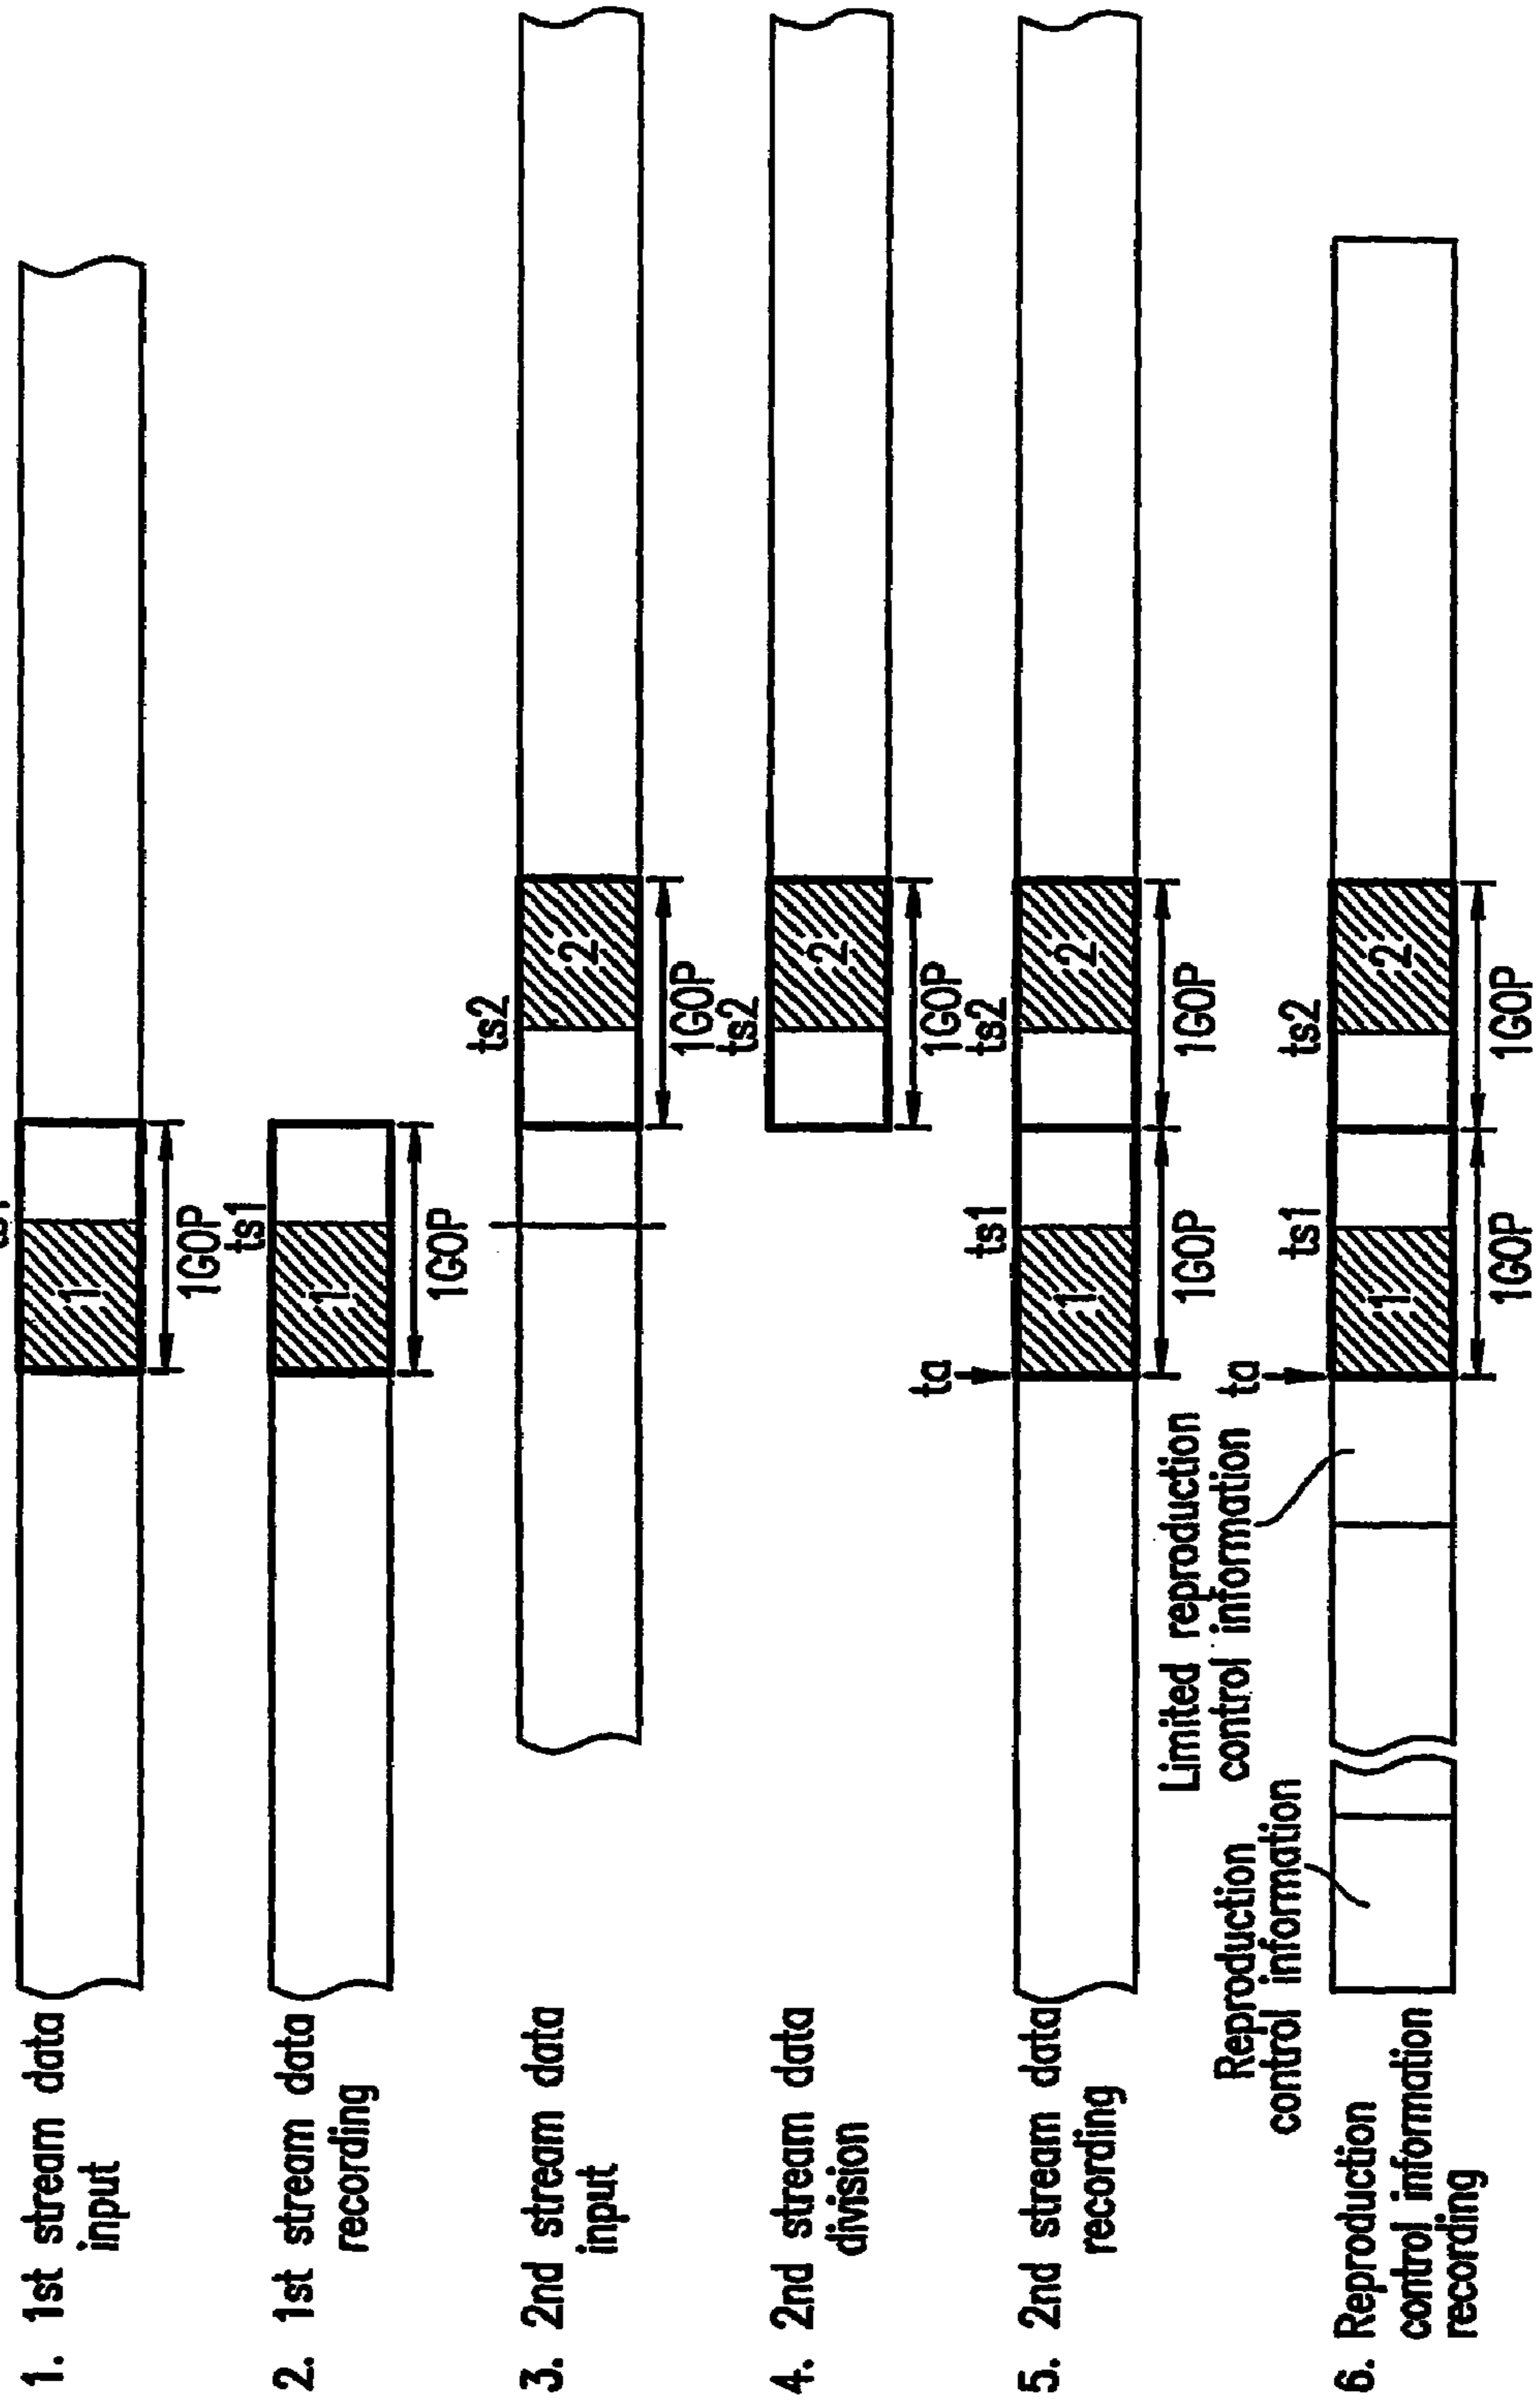 1. 1st stream data
input
1
1GOP
2. 1st stream data
recording
ts1
1
1GOP
3. 2nd stream data
input
ts2
2
1GOP
4. 2nd stream data
division
ts2
2
1GOP
5. 2nd stream data
recording
ta
ts1
ts2
1
2
1GOP
1GOP
Reproduction
control information
Limited reproduction
control information
6. Reproduction
control information
recording
ta
ts1
ts2
1
2
1GOP
1GOP